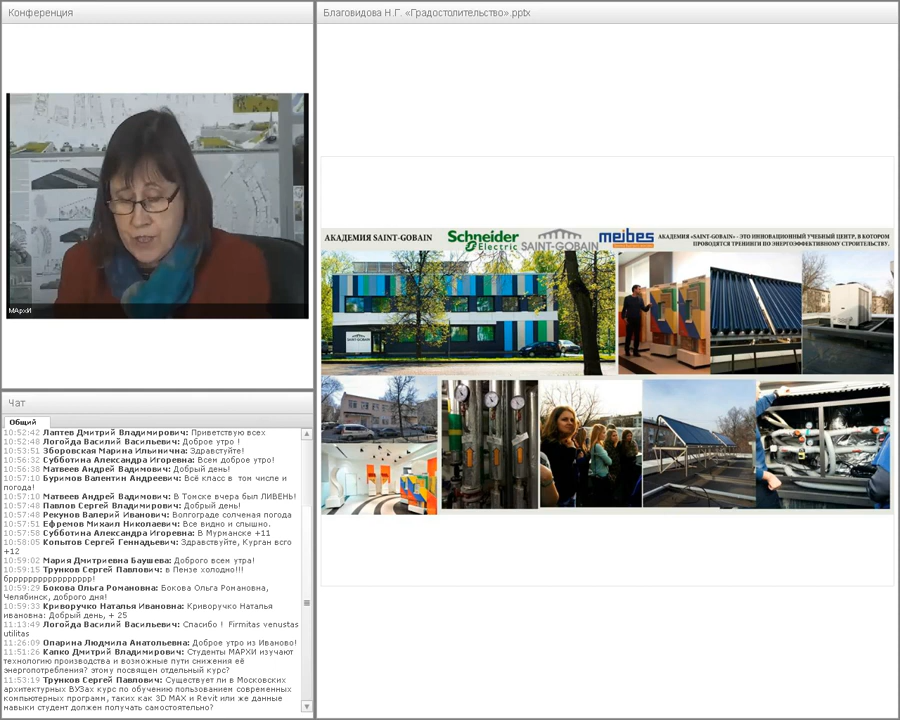 Конференция
МАрхИ
Чат
Общий
10:52:42 Лаптев Дмитрий Владимирович: Приветствую всех
10:52:48 Логойда Василий Васильевич: Доброе утро !
10:53:51 Зборовская Марина Ильинична: Здравстуйте!
10:56:32 Субботина Александра Игоревна: Всем доброе утро!
10:56:38 Матвеев Андрей Вадимович: Добрый день!
10:57:10 Буримов Валентин Андреевич: Всё класс в том числе и
погода!
10:57:10 Матвеев Андрей Вадимович: В Томске вчера был ЛИВЕНЬ!
10:57:48 Павлов Сергей Владимирович: Добрый день!
10:57:48 Рекунов Валерий Иванович: Волгограде солченая погода
10:57:51 Ефремов Михаил Николаевич: Все видно и слышно.
10:57:58 Субботина Александра Игоревна: В Мурманске +11
10:58:05 Копытов Сергей Геннадьевич: Здравствуйте, Курган всго
+12
10:59:02 Мария Дмитриевна Баушева: Доброго всем утра!
10:59:15 Трунков Сергей Павлович: в Пензе холодно!!!
бррррррррррррррррр!
10:59:29 Бокова Ольга Романовна: Бокова Ольга Романовна,
Челябинск, доброго дня!
10:59:33 Криворучко Наталья Ивановна: Криворучко Наталья
ивановна: Добрый день, + 25
11:13:49 Логойда Василий Васильевич: Спасибо ! Firmitas venustas
utilitas
11:26:09 Опарина Людмила Анатольевна: Доброе утро из Иваново!
11:51:26 Капко Дмитрий Владимирович: Студенты МАРХИ изучают
технологию производства и возможные пути снижения её
энергопотребления? этому посвящен отдельный курс?
11:53:19 Трунков Сергей Павлович: Существует ли в Московских
архитектурных ВУЗах курс по обучению пользованием современных
компьютерных программ, таких как 3D MAX и Revit или же данные
навыки студент должен получать самостоятельно?
Благовидова Н.Г. «Градостолительство».pptx
АКАДЕМИЯ SAINT-GOBAIN
Schneider
Electric
SAINT-GOBAIN
meibes
АКАДЕМИЯ «SAINT-GOBAIN» - ЭТО ИННОВАЦИОННЫЙ УЧЕБНЫЙ ЦЕНТР, В КОТОРОМ
ПРОВОДЯТСЯ ТРЕНИНГИ ПО ЭНЕРГОЭФФЕКТИВНОМУ СТРОИТЕЛЬСТВУ.
SAINT-GOBAIN